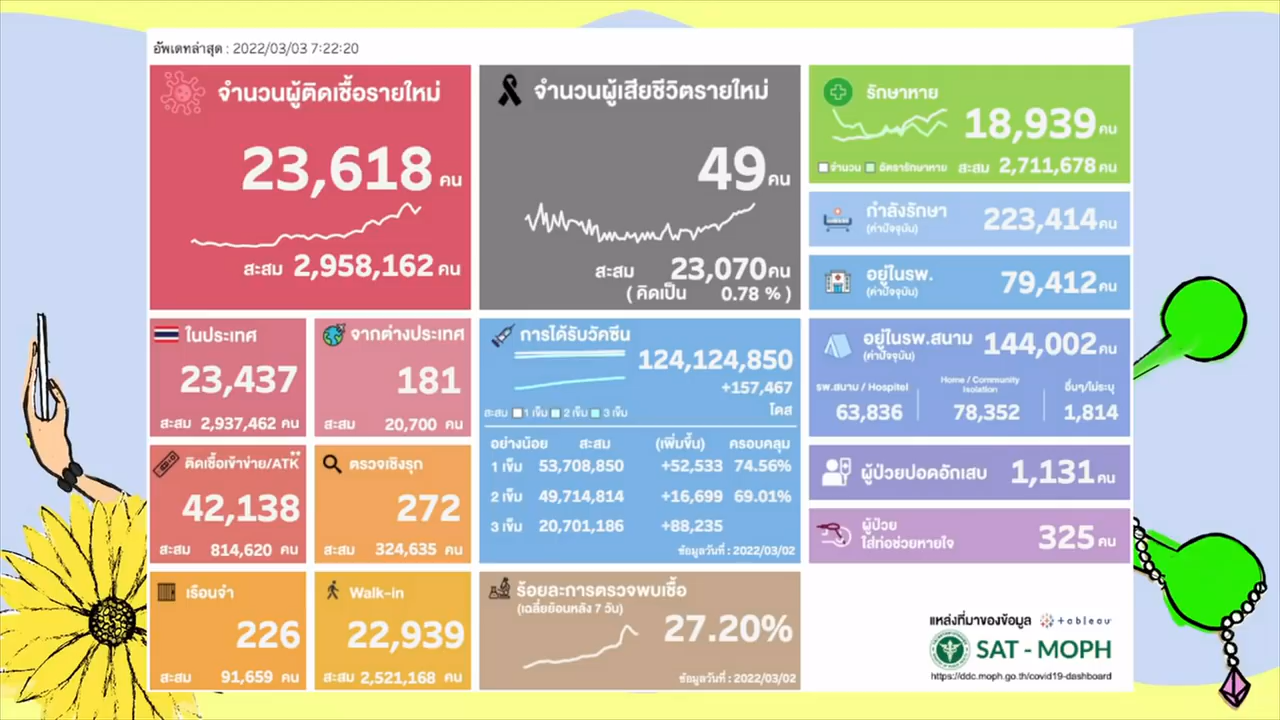 อัพเดทล่าสุด : 2022/03/03 7:22:20
จำนวนผู้ติดเชื้อรายใหม่
23,618 คน
สะสม 2,958,162 คน
จำนวนผู้เสียชีวิตรายใหม่
49 คน
สะสม 23,070 คน
( คิดเป็น 0.78 % )
รักษาหาย
18,939 คน
จำนวน อัตรารักษาหาย สะสม 2,711,678 คน
กำลังรักษา
(ค่าปัจจุบัน)
223,414 คน
อยู่ในรพ.
(ค่าปัจจุบัน)
79,412 คน
ในประเทศ
23,437
สะสม 2,937,462 คน
จากต่างประเทศ
181
สะสม 20,700 คน
การได้รับวัคซีน
124,124,850
+157,467
โดส
สะสม 1 เข็ม 2 เข็ม 3 เข็ม
อย่างน้อย สะสม (เพิ่มขึ้น) ครอบคลุม
1 เข็ม 53,708,850 +52,533 74.56%
2 เข็ม 49,714,814 +16,699 69.01%
3 เข็ม 20,701,186 +88,235
ข้อมูลวันที่ : 2022/03/02
อยู่ในรพ.สนาม
(ค่าปัจจุบัน)
144,002 คน
รพ.สนาม / Hospitel
63,836
Home / Community
Isolation
78,352
อื่นๆ/ไม่ระบุ
1,814
ติดเชื้อเข้าข่าย/ATK**
42,138
สะสม 814,620 คน
ตรวจเชิงรุก
272
สะสม 324,635 คน
ผู้ป่วยปอดอักเสบ 1,131 คน
ผู้ป่วย
ใส่ท่อช่วยหายใจ
325 คน
เรือนจำ
226
สะสม 91,659 คน
Walk-in
22,939
สะสม 2,521,168 คน
ร้อยละการตรวจพบเชื้อ
(เฉลี่ยย้อนหลัง 7 วัน)
27.20%
ข้อมูลวันที่ : 2022/03/02
แหล่งที่มาของข้อมูล +ableau
SAT - MOPH
https://ddc.moph.go.th/covid19-dashboard